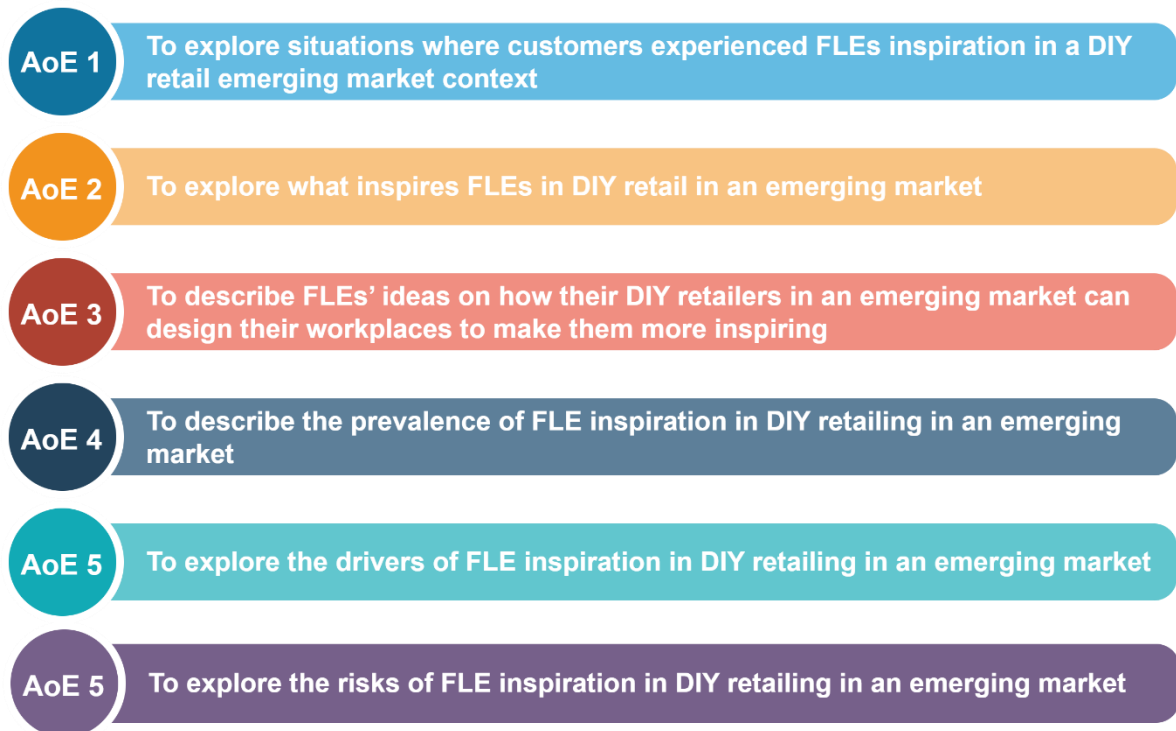 AoE 1
To explore situations where customers experienced FLEs inspiration in a DIY
retail emerging market context
AoE 2
To explore what inspires FLEs in DIY retail in an emerging market
AoE 3
To describe FLEs’ ideas on how their DIY retailers in an emerging market can
design their workplaces to make them more inspiring
AoE 4
To describe the prevalence of FLE inspiration in DIY retailing in an emerging
market
AoE 5
To explore the drivers of FLE inspiration in DIY retailing in an emerging market
AoE 5
To explore the risks of FLE inspiration in DIY retailing in an emerging market